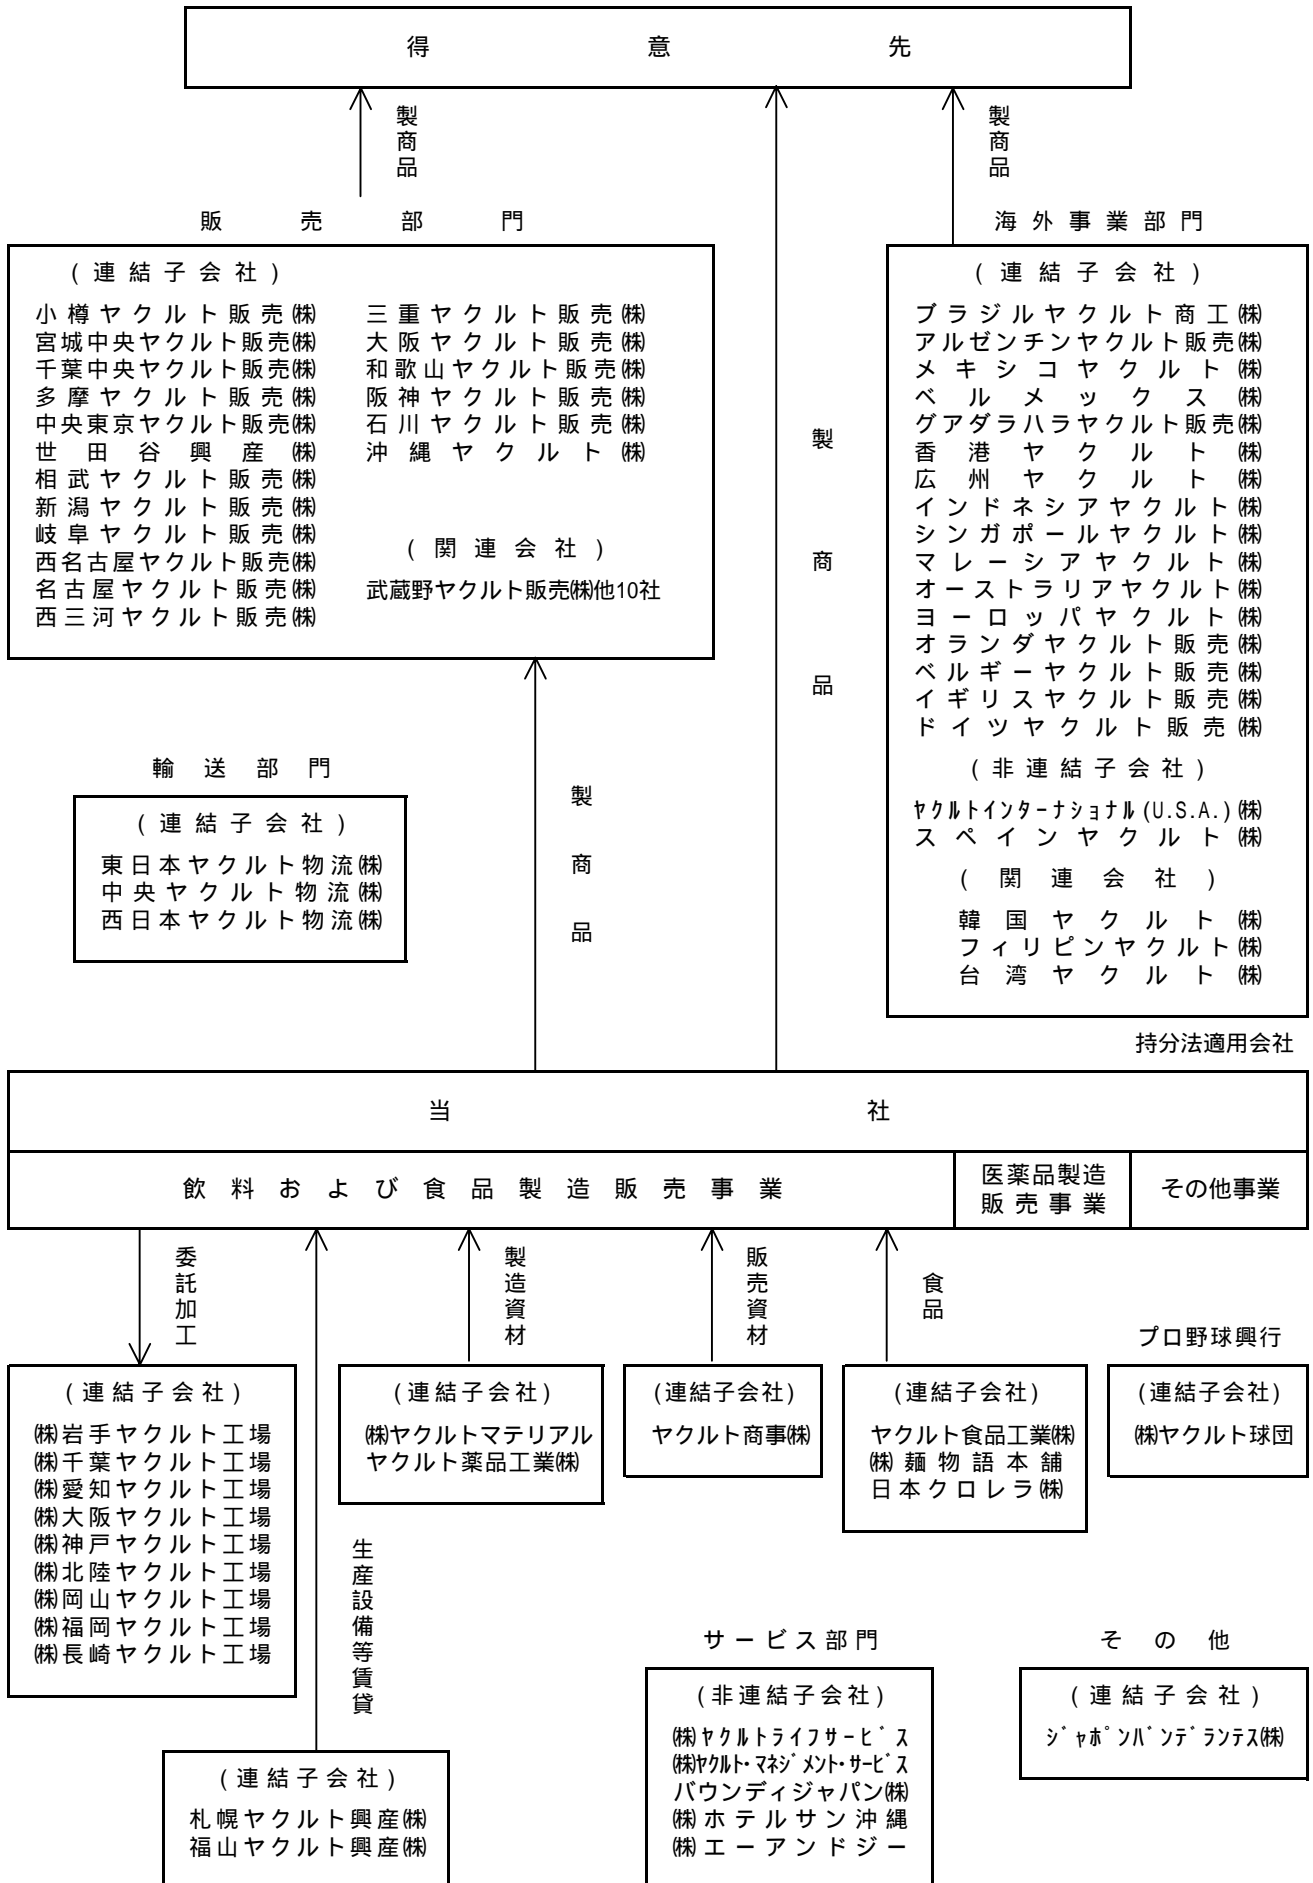 得意先
製商品
製商品
販売部門
(連結子会社)
小樽ヤクルト販売㈱
宮城中央ヤクルト販売㈱
千葉中央ヤクルト販売㈱
多摩ヤクルト販売㈱
中央東京ヤクルト販売㈱
世田谷興産㈱
相武ヤクルト販売㈱
新潟ヤクルト販売㈱
岐阜ヤクルト販売㈱
西名古屋ヤクルト販売㈱
名古屋ヤクルト販売㈱
西三河ヤクルト販売㈱
三重ヤクルト販売㈱
大阪ヤクルト販売㈱
和歌山ヤクルト販売㈱
阪神ヤクルト販売㈱
石川ヤクルト販売㈱
沖縄ヤクルト㈱
(関連会社)
武蔵野ヤクルト販売㈱他10社
製商品
海外事業部門
(連結子会社)
ブラジルヤクルト商工㈱
アルゼンチンヤクルト販売㈱
メキシコヤクルト㈱
ベルメックス㈱
グアダラハラヤクルト販売㈱
香港ヤクルト㈱
広州ヤクルト㈱
インドネシアヤクルト㈱
シンガポールヤクルト㈱
マレーシアヤクルト㈱
オーストラリアヤクルト㈱
ヨーロッパヤクルト㈱
オランダヤクルト販売㈱
ベルギーヤクルト販売㈱
イギリスヤクルト販売㈱
ドイツヤクルト販売㈱
(非連結子会社)
ﾔｸﾙﾄｲﾝﾀｰﾅｼｮﾅﾙ(U.S.A.)㈱
スペインヤクルト㈱
(関連会社)
韓国ヤクルト㈱
フィリピンヤクルト㈱
台湾ヤクルト㈱
持分法適用会社
輸送部門
(連結子会社)
東日本ヤクルト物流㈱
中央ヤクルト物流㈱
西日本ヤクルト物流㈱
製商品
当社
飲料および食品製造販売事業
医薬品製造
販売事業
その他事業
委託加工
製造資材
販売資材
食品
プロ野球興行
(連結子会社)
㈱岩手ヤクルト工場
㈱千葉ヤクルト工場
㈱愛知ヤクルト工場
㈱大阪ヤクルト工場
㈱神戸ヤクルト工場
㈱北陸ヤクルト工場
㈱岡山ヤクルト工場
㈱福岡ヤクルト工場
㈱長崎ヤクルト工場
(連結子会社)
㈱ヤクルトマテリアル
ヤクルト薬品工業㈱
(連結子会社)
ヤクルト商事㈱
(連結子会社)
ヤクルト食品工業㈱
㈱麺物語本舗
日本クロレラ㈱
(連結子会社)
㈱ヤクルト球団
生産設備等賃貸
(連結子会社)
札幌ヤクルト興産㈱
福山ヤクルト興産㈱
サービス部門
(非連結子会社)
㈱ﾔｸﾙﾄﾗｲﾌｻｰﾋﾞｽ
㈱ﾔｸﾙﾄ･ﾏﾈｼﾞﾒﾝﾄ･ｻｰﾋﾞｽ
バウンディジャパン㈱
㈱ホテルサン沖縄
㈱エーアンドジー
その他
(連結子会社)
ｼﾞｬﾎﾟﾝﾊﾞﾝﾃﾞﾗﾝﾃｽ㈱